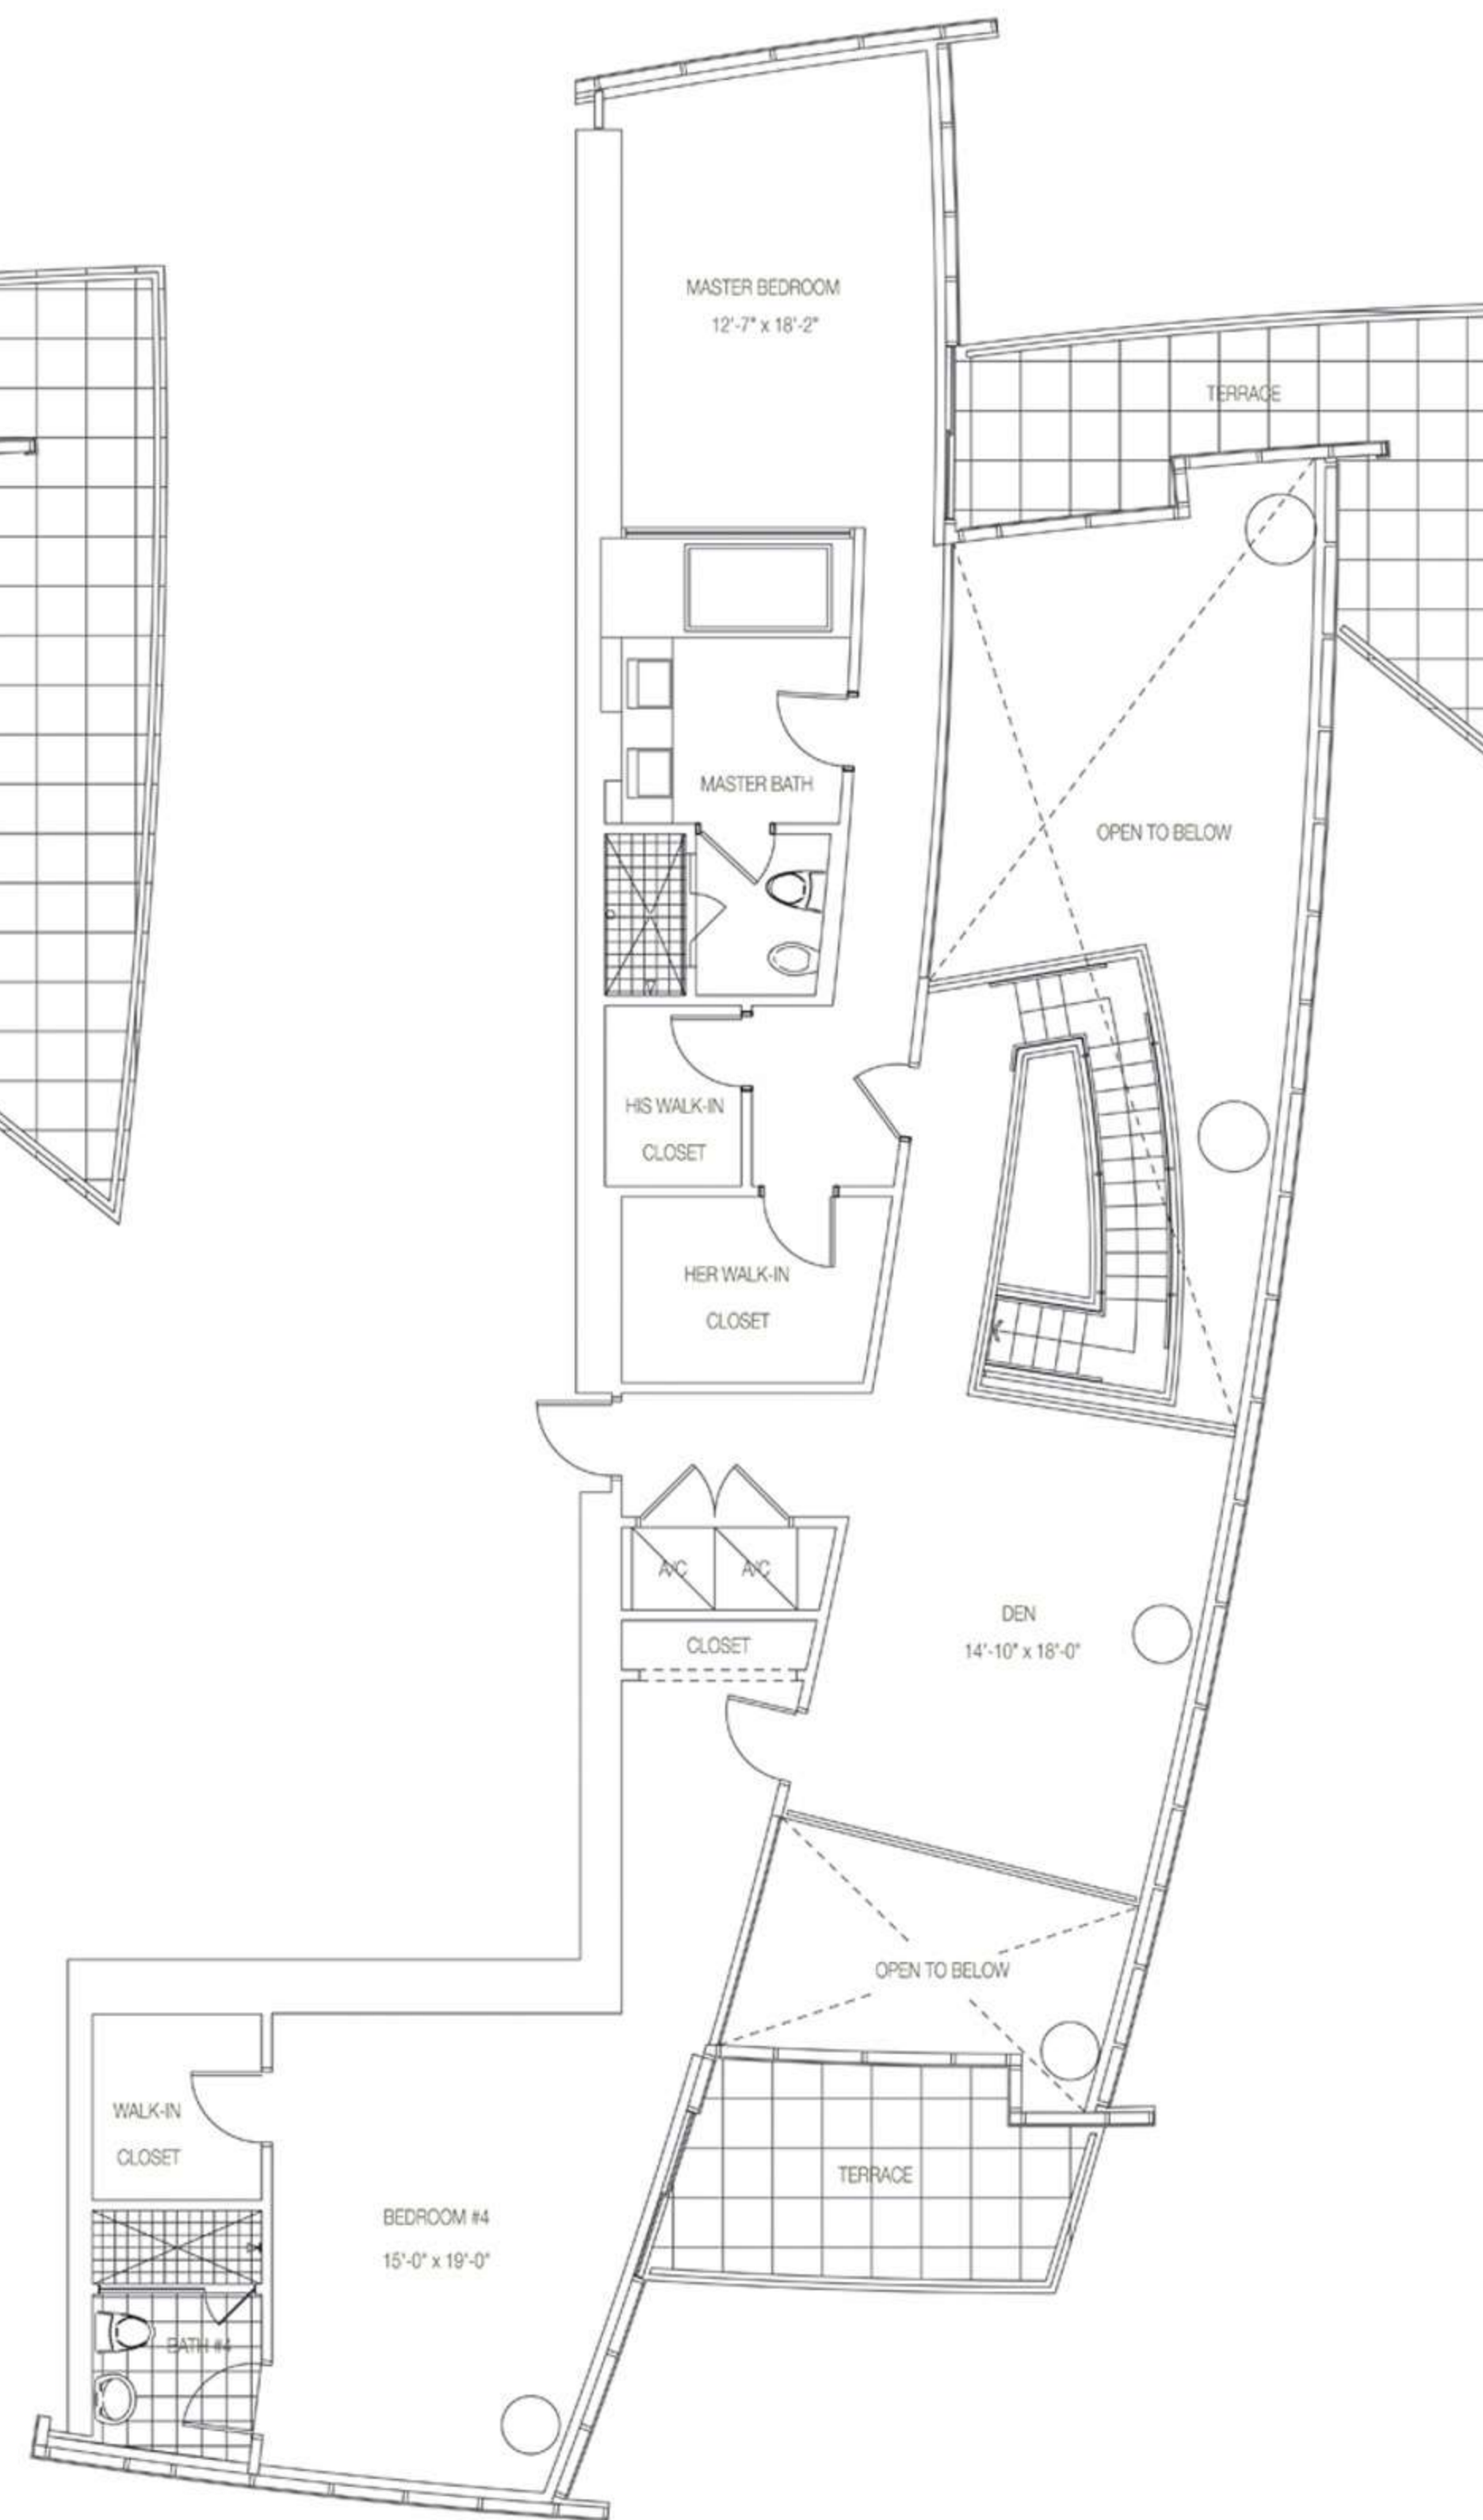 MASTER BEDROOM
12'-7" x 18'-2"
TERRACE
MASTER BATH
OPEN TO BELOW
HIS WALK-IN
CLOSET
HER WALK-IN
CLOSET
A/C
A/C
CLOSET
DEN
14'-10" x 18'-0"
OPEN TO BELOW
WALK-IN
CLOSET
TERRACE
BEDROOM #4
15'-0" x 19'-0"
BATH #4